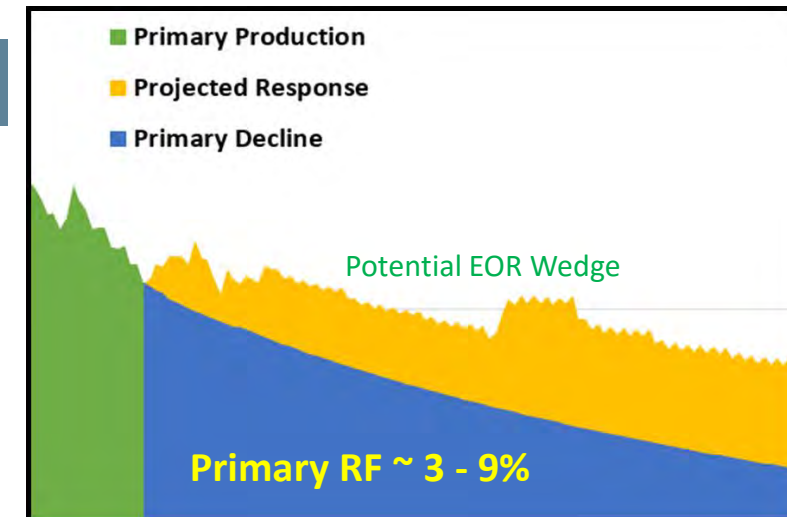 Primary Production
Projected Response
Primary Decline
Potential EOR Wedge
Primary RF ~ 3 - 9%